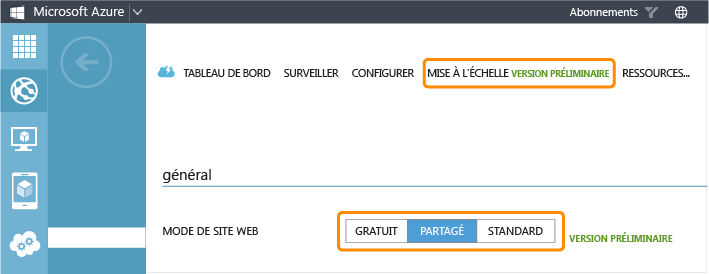 Microsoft Azure Abonnements
TABLEAU DE BORD SURVEILLER CONFIGURER MISE À L'ÉCHELLE VERSION PRÉLIMINAIRE RESSOURCES...
général
MODE DE SITE WEB GRATUIT PARTAGÉ STANDARD VERSION PRÉLIMINAIRE